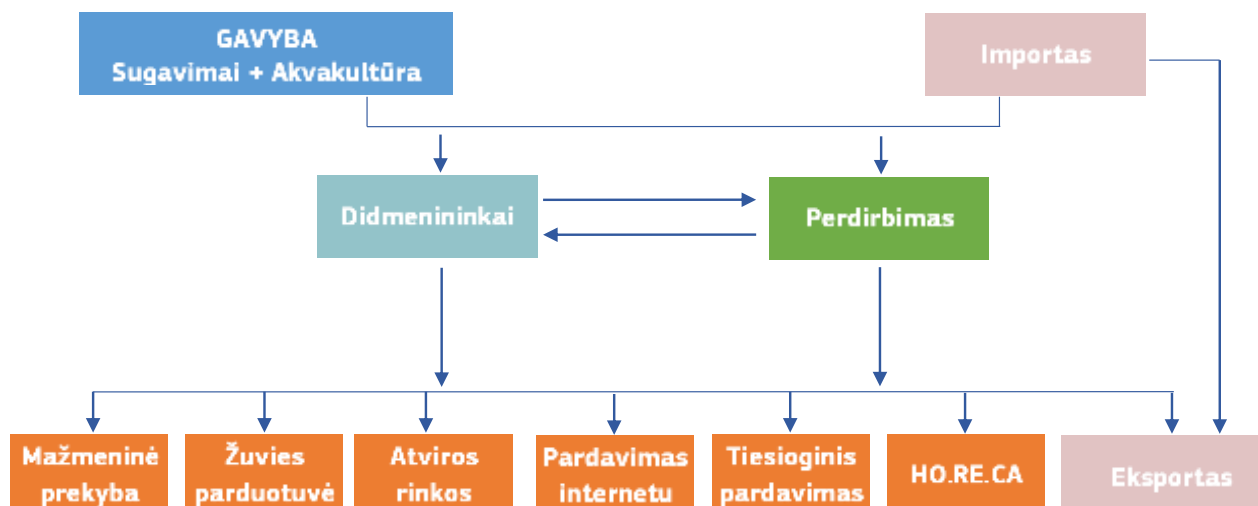 GAVYBA
Sugavimai + Akvakultūra
Importas
Didmenininkai
Perdirbimas
Mažmeninė
prekyba
Žuvies
parduotuvė
Atviros
rinkos
Pardavimas
internetu
Tiesioginis
pardavimas
HO.RE.CA
Eksportas